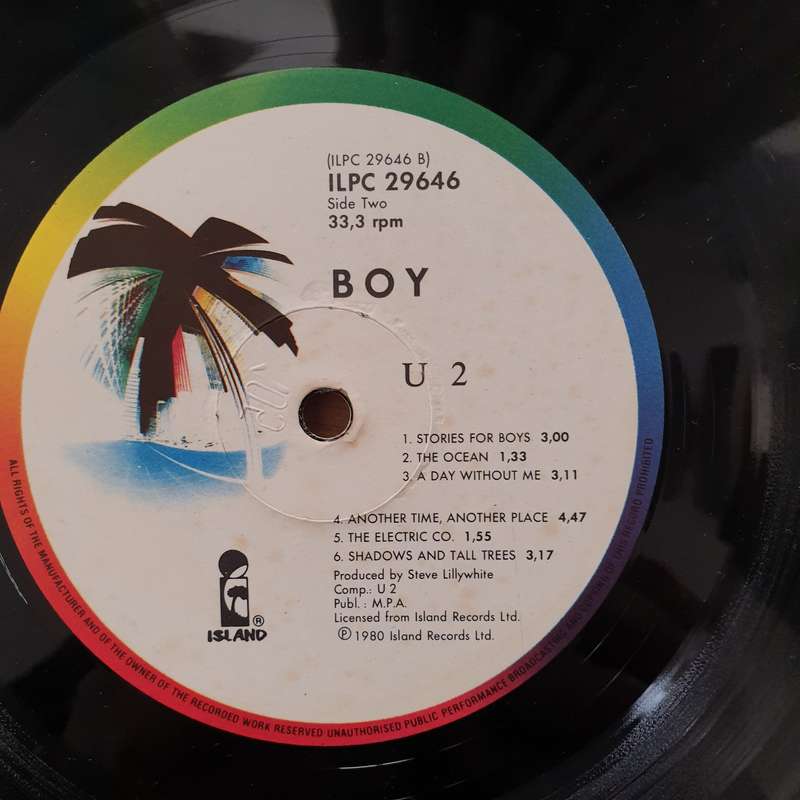 (ILPC 29646 B)
ILPC 29646
Side Two
33,3 rpm
BOY
U 2
1. STORIES FOR BOYS 3,00
2. THE OCEAN 1,33
3. A DAY WITHOUT ME 3,11
4. ANOTHER TIME, ANOTHER PLACE 4,47
5. THE ELECTRIC CO. 1,55
6. SHADOWS AND TALL TREES 3,17
Produced by Steve Lillywhite
Comp.: U 2
Publ.: M.P.A.
Licensed from Island Records Ltd.
℗ 1980 Island Records Ltd.
ISLAND ®
ALL RIGHTS OF THE MANUFACTURER AND OF THE OWNER OF THE RECORDED WORK RESERVED UNAUTHORISED PUBLIC PERFORMANCE BROADCASTING AND COPYING OF THIS RECORD PROHIBITED